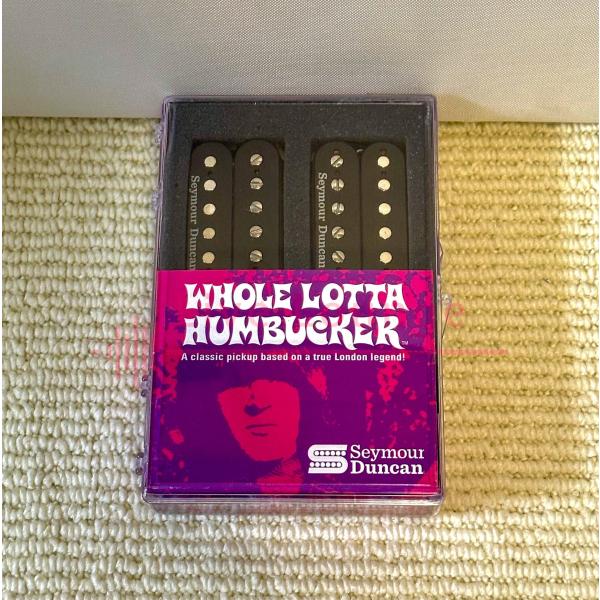 Seymour Duncan
Seymour Duncan
WHOLE LOTTA
HUMBUCKER™
A classic pickup based on a true London legend!
Seymour
Duncan